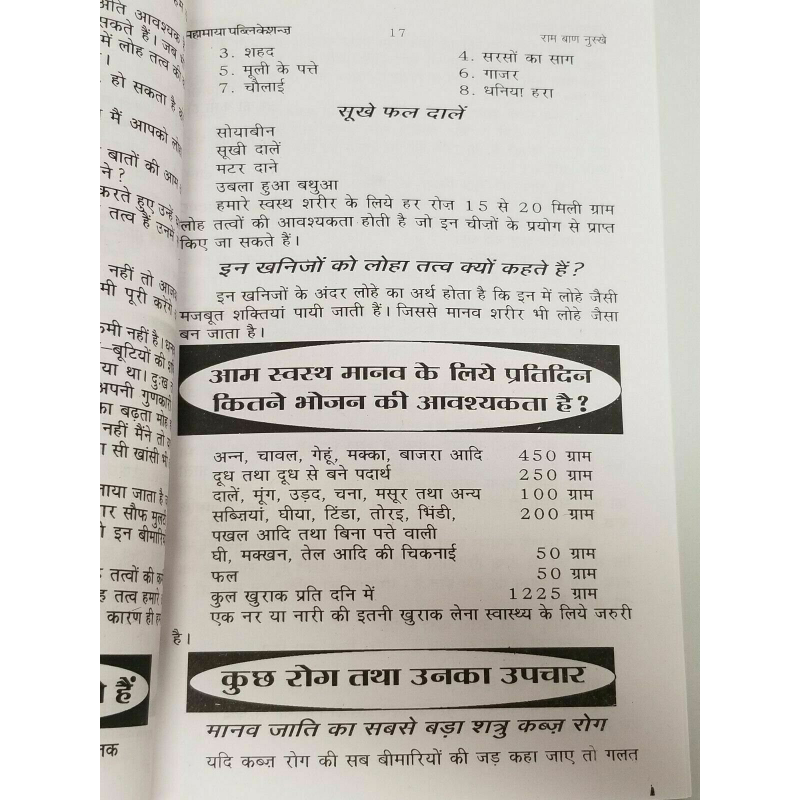 महामाया पब्लिकेशन्ज़ 17 राम बाण नुस्खे
3. शहद 4. सरसों का साग
5. मूली के पत्ते 6. गाजर
7. चौलाई 8. धनिया हरा
सूखे फल दालें
सोयाबीन
सूखी दालें
मटर दाने
उबला हुआ बथुआ
हमारे स्वस्थ शरीर के लिये हर रोज़ 15 से 20 मिली ग्राम
लोह तत्वों की आवश्यकता होती है जो इन चीज़ों के प्रयोग से प्राप्त
किए जा सकते हैं।
इन खनिजों को लोहा तत्व क्यों कहते हैं?
इन खनिजों के अंदर लोहे का अर्थ होता है कि इन में लोहे जैसी
मजबूत शक्तियां पायी जाती हैं। जिससे मानव शरीर भी लोहे जैसा
बन जाता है।
आम स्वस्थ मानव के लिये प्रतिदिन
कितने भोजन की आवश्यकता है?
अन्न, चावल, गेहूं, मक्का, बाजरा आदि 450 ग्राम
दूध तथा दूध से बने पदार्थ 250 ग्राम
दालें, मूंग, उड़द, चना, मसूर तथा अन्य 100 ग्राम
सब्ज़ियां, घीया, टिंडा, तोरइ, भिंडी, 200 ग्राम
पखल आदि तथा बिना पत्ते वाली
घी, मक्खन, तेल आदि की चिकनाई 50 ग्राम
फल 50 ग्राम
कुल खुराक प्रति दनि में 1225 ग्राम
एक नर या नारी की इतनी खुराक लेना स्वास्थ्य के लिये जरुरी
है।
कुछ रोग तथा उनका उपचार
मानव जाति का सबसे बड़ा शत्रु कब्ज़ रोग
यदि कब्ज़ रोग की सब बीमारियों की जड़ कहा जाए तो गलत